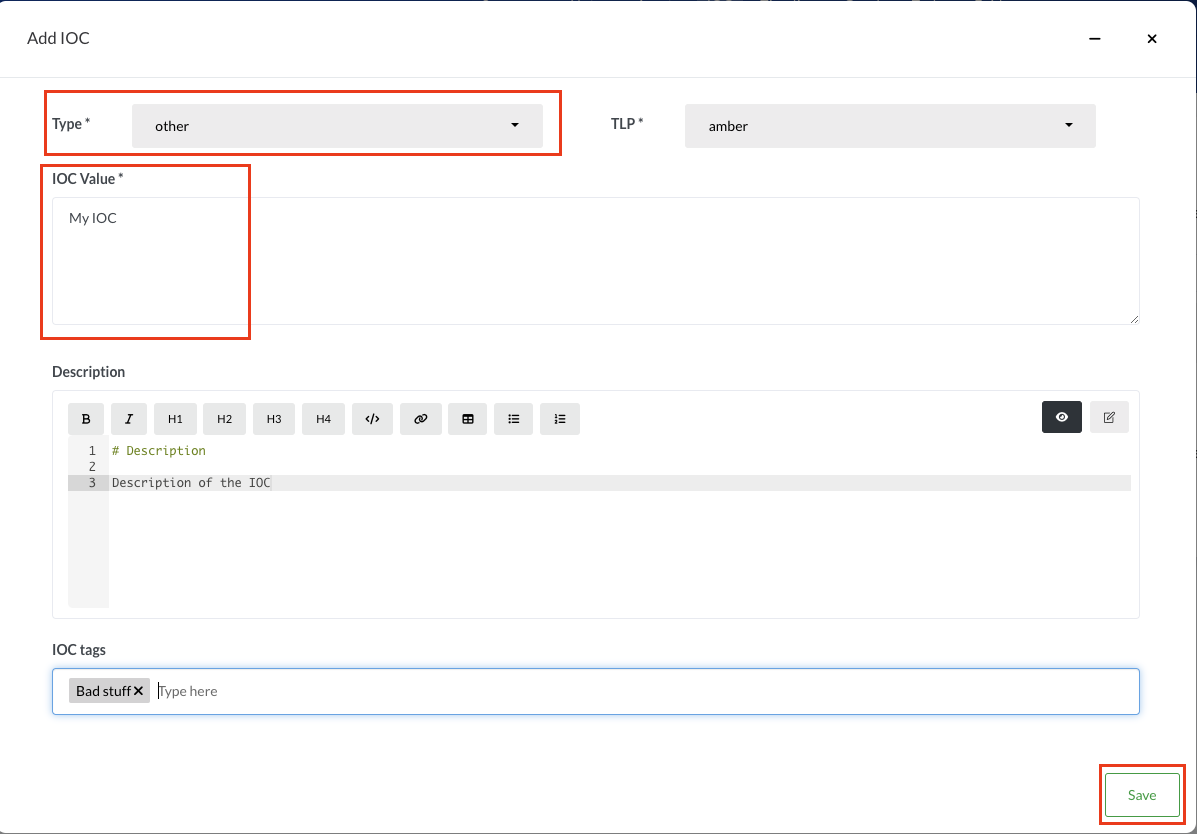 Add IOC
Type * other TLP * amber
IOC Value *
My IOC
Description
B I H1 H2 H3 H4
1 # Description
2
3 Description of the IOC
IOC tags
Bad stuff Type here
Save